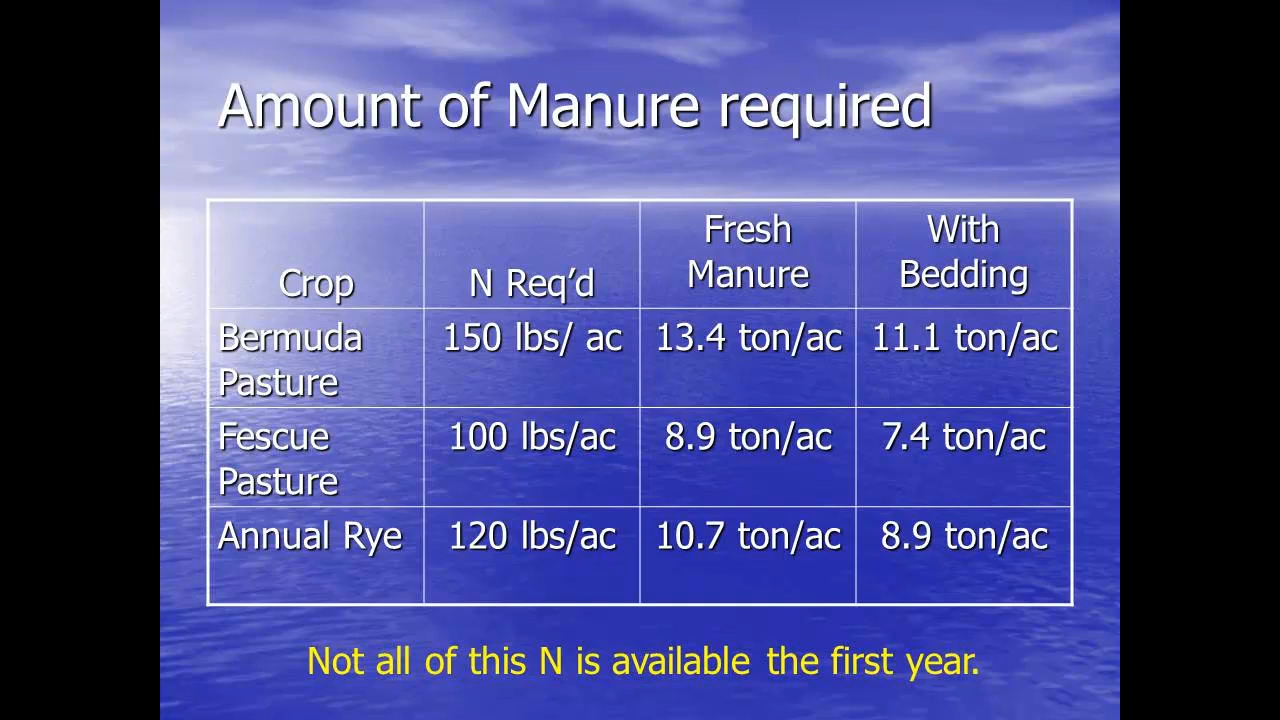 Amount of Manure required
Crop N Req'd Fresh Manure With Bedding
Bermuda Pasture 150 lbs/ ac 13.4 ton/ac 11.1 ton/ac
Fescue Pasture 100 lbs/ac 8.9 ton/ac 7.4 ton/ac
Annual Rye 120 lbs/ac 10.7 ton/ac 8.9 ton/ac
Not all of this N is available the first year.